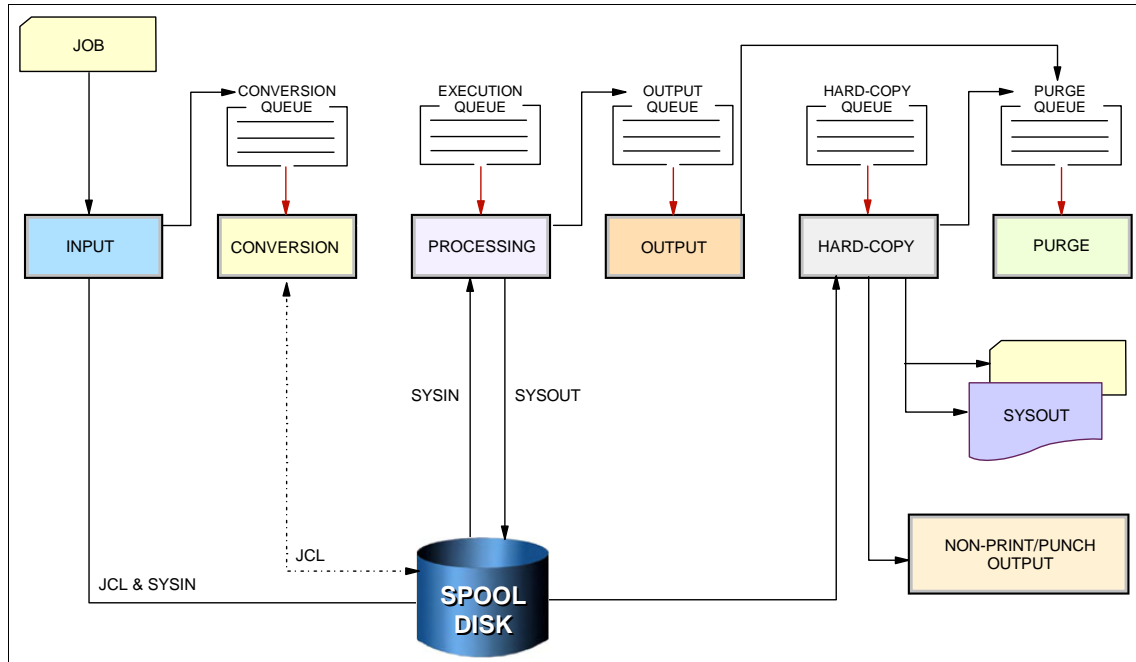 JOB
CONVERSION
QUEUE
EXECUTION
QUEUE
OUTPUT
QUEUE
HARD-COPY
QUEUE
PURGE
QUEUE
INPUT
CONVERSION
PROCESSING
OUTPUT
HARD-COPY
PURGE
SYSIN
SYSOUT
SYSOUT
JCL
JCL & SYSIN
SPOOL
DISK
NON-PRINT/PUNCH
OUTPUT